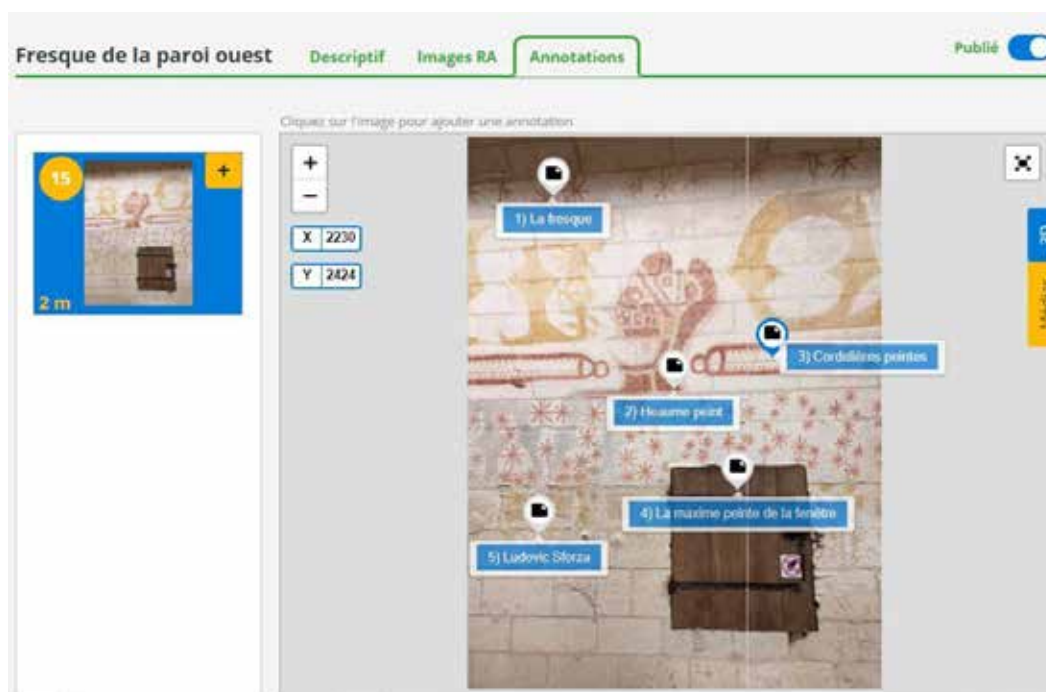 Fresque de la paroi ouest
Descriptif
Images RA
Annotations
Publié
Cliquez sur l'image pour ajouter une annotation
15
+
2 m
+
−
X 2230
Y 2424
1) La fresque
3) Cordelières peintes
2) Heaume peint
4) La maxime peinte de la fenêtre
5) Ludovic Sforza
3D
Médias